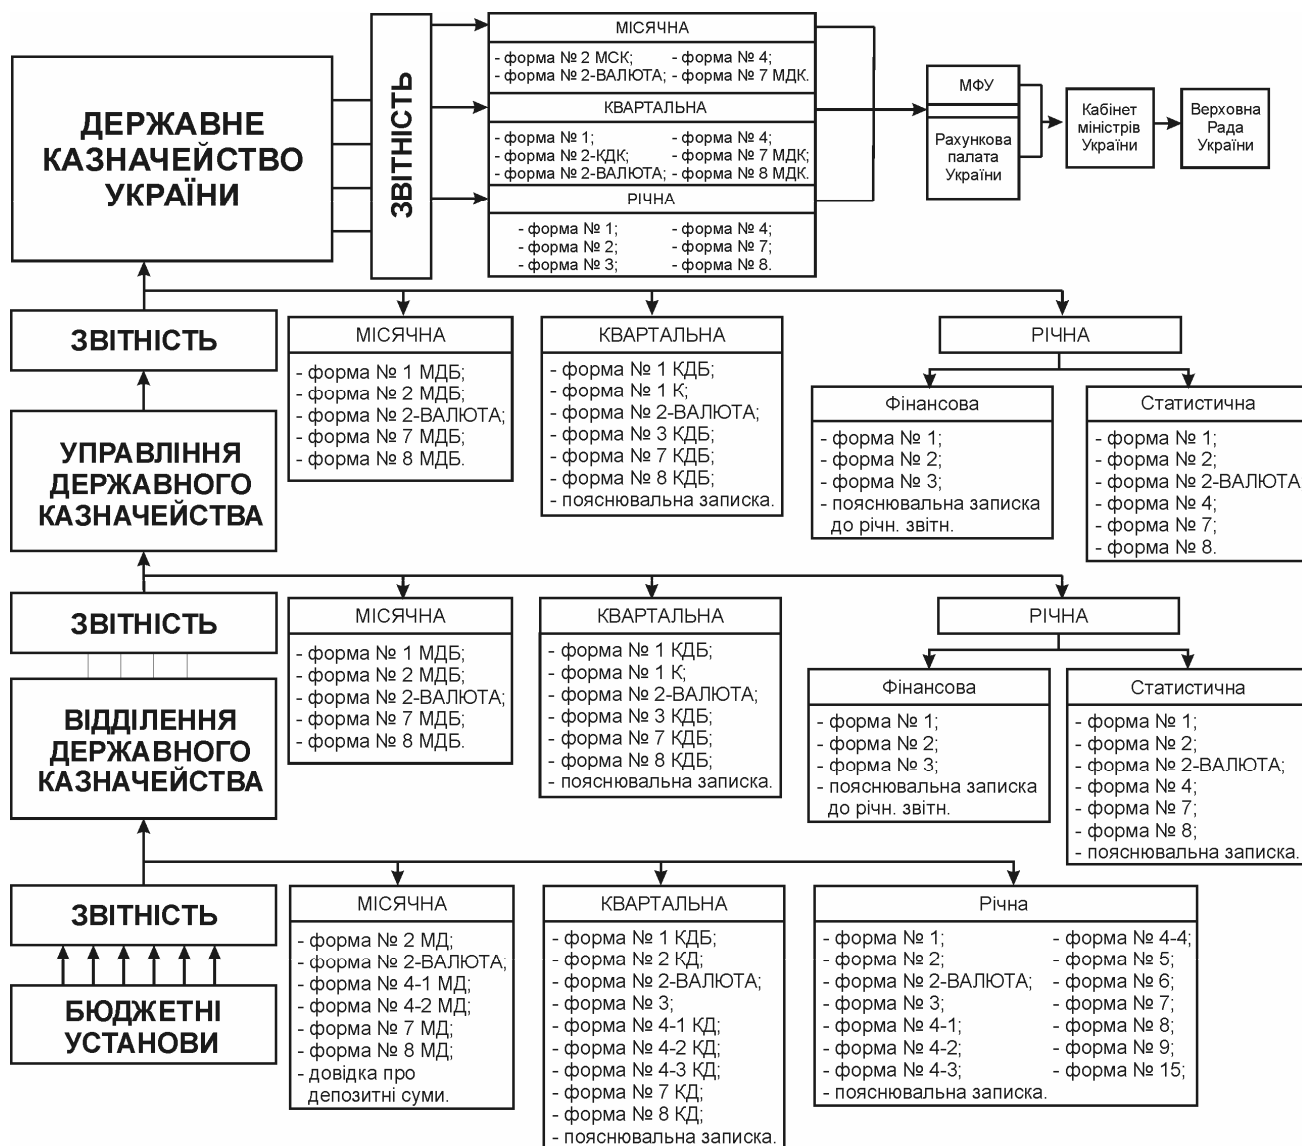 ДЕРЖАВНЕ
КАЗНАЧЕЙСТВО
УКРАЇНИ
ЗВІТНІСТЬ
МІСЯЧНА
- форма № 2 МСК;
- форма № 2-ВАЛЮТА;
- форма № 4;
- форма № 7 МДК.
КВАРТАЛЬНА
- форма № 1;
- форма № 2-КДК;
- форма № 2-ВАЛЮТА;
- форма № 4;
- форма № 7 МДК;
- форма № 8 МДК.
РІЧНА
- форма № 1;
- форма № 2;
- форма № 3;
- форма № 4;
- форма № 7;
- форма № 8.
МФУ
Рахункова
палата
України
Кабінет
міністрів
України
Верховна
Рада
України
ЗВІТНІСТЬ
МІСЯЧНА
- форма № 1 МДБ;
- форма № 2 МДБ;
- форма № 2-ВАЛЮТА;
- форма № 7 МДБ;
- форма № 8 МДБ.
КВАРТАЛЬНА
- форма № 1 КДБ;
- форма № 1 К;
- форма № 2-ВАЛЮТА;
- форма № 3 КДБ;
- форма № 7 КДБ;
- форма № 8 КДБ;
- пояснювальна записка.
РІЧНА
Фінансова
- форма № 1;
- форма № 2;
- форма № 3;
- пояснювальна записка
до річн. звітн.
Статистична
- форма № 1;
- форма № 2;
- форма № 2-ВАЛЮТА
- форма № 4;
- форма № 7;
- форма № 8.
УПРАВЛІННЯ
ДЕРЖАВНОГО
КАЗНАЧЕЙСТВА
ЗВІТНІСТЬ
МІСЯЧНА
- форма № 1 МДБ;
- форма № 2 МДБ;
- форма № 2-ВАЛЮТА;
- форма № 7 МДБ;
- форма № 8 МДБ.
КВАРТАЛЬНА
- форма № 1 КДБ;
- форма № 1 К;
- форма № 2-ВАЛЮТА;
- форма № 3 КДБ;
- форма № 7 КДБ;
- форма № 8 КДБ;
- пояснювальна записка.
РІЧНА
Фінансова
- форма № 1;
- форма № 2;
- форма № 3;
- пояснювальна записка
до річн. звітн.
Статистична
- форма № 1;
- форма № 2;
- форма № 2-ВАЛЮТА;
- форма № 4;
- форма № 7;
- форма № 8;
- пояснювальна записка.
ВІДДІЛЕННЯ
ДЕРЖАВНОГО
КАЗНАЧЕЙСТВА
ЗВІТНІСТЬ
МІСЯЧНА
- форма № 2 МД;
- форма № 2-ВАЛЮТА;
- форма № 4-1 МД;
- форма № 4-2 МД;
- форма № 7 МД;
- форма № 8 МД;
- довідка про
депозитні суми.
КВАРТАЛЬНА
- форма № 1 КДБ;
- форма № 2 КД;
- форма № 2-ВАЛЮТА;
- форма № 3;
- форма № 4-1 КД;
- форма № 4-2 КД;
- форма № 4-3 КД;
- форма № 7 КД;
- форма № 8 КД;
- пояснювальна записка.
Річна
- форма № 1;
- форма № 2;
- форма № 2-ВАЛЮТА;
- форма № 3;
- форма № 4-1;
- форма № 4-2;
- форма № 4-3;
- пояснювальна записка.
- форма № 4-4;
- форма № 5;
- форма № 6;
- форма № 7;
- форма № 8;
- форма № 9;
- форма № 15;
БЮДЖЕТНІ
УСТАНОВИ